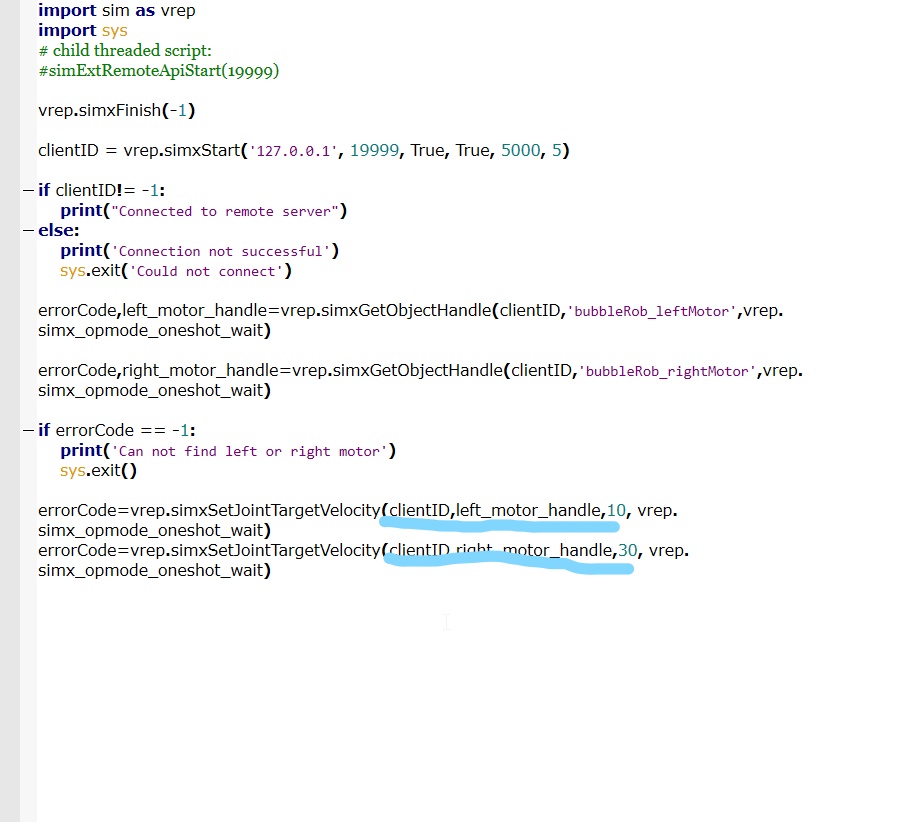 import sim as vrep
import sys
# child threaded script:
#simExtRemoteApiStart(19999)
vrep.simxFinish(-1)
clientID = vrep.simxStart('127.0.0.1', 19999, True, True, 5000, 5)
if clientID!= -1:
print("Connected to remote server")
else:
print('Connection not successful')
sys.exit('Could not connect')
errorCode,left_motor_handle=vrep.simxGetObjectHandle(clientID,'bubbleRob_leftMotor',vrep.
simx_opmode_oneshot_wait)
errorCode,right_motor_handle=vrep.simxGetObjectHandle(clientID,'bubbleRob_rightMotor',vrep.
simx_opmode_oneshot_wait)
if errorCode == -1:
print('Can not find left or right motor')
sys.exit()
errorCode=vrep.simxSetJointTargetVelocity(clientID,left_motor_handle,10, vrep.
simx_opmode_oneshot_wait)
errorCode=vrep.simxSetJointTargetVelocity(clientID,right_motor_handle,30, vrep.
simx_opmode_oneshot_wait)